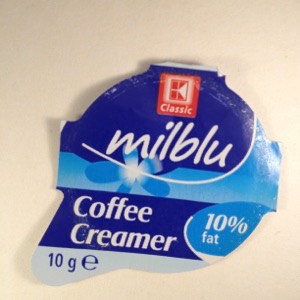 K
Classic
milblu
Coffee
Creamer
10%
fat
10 g ℮